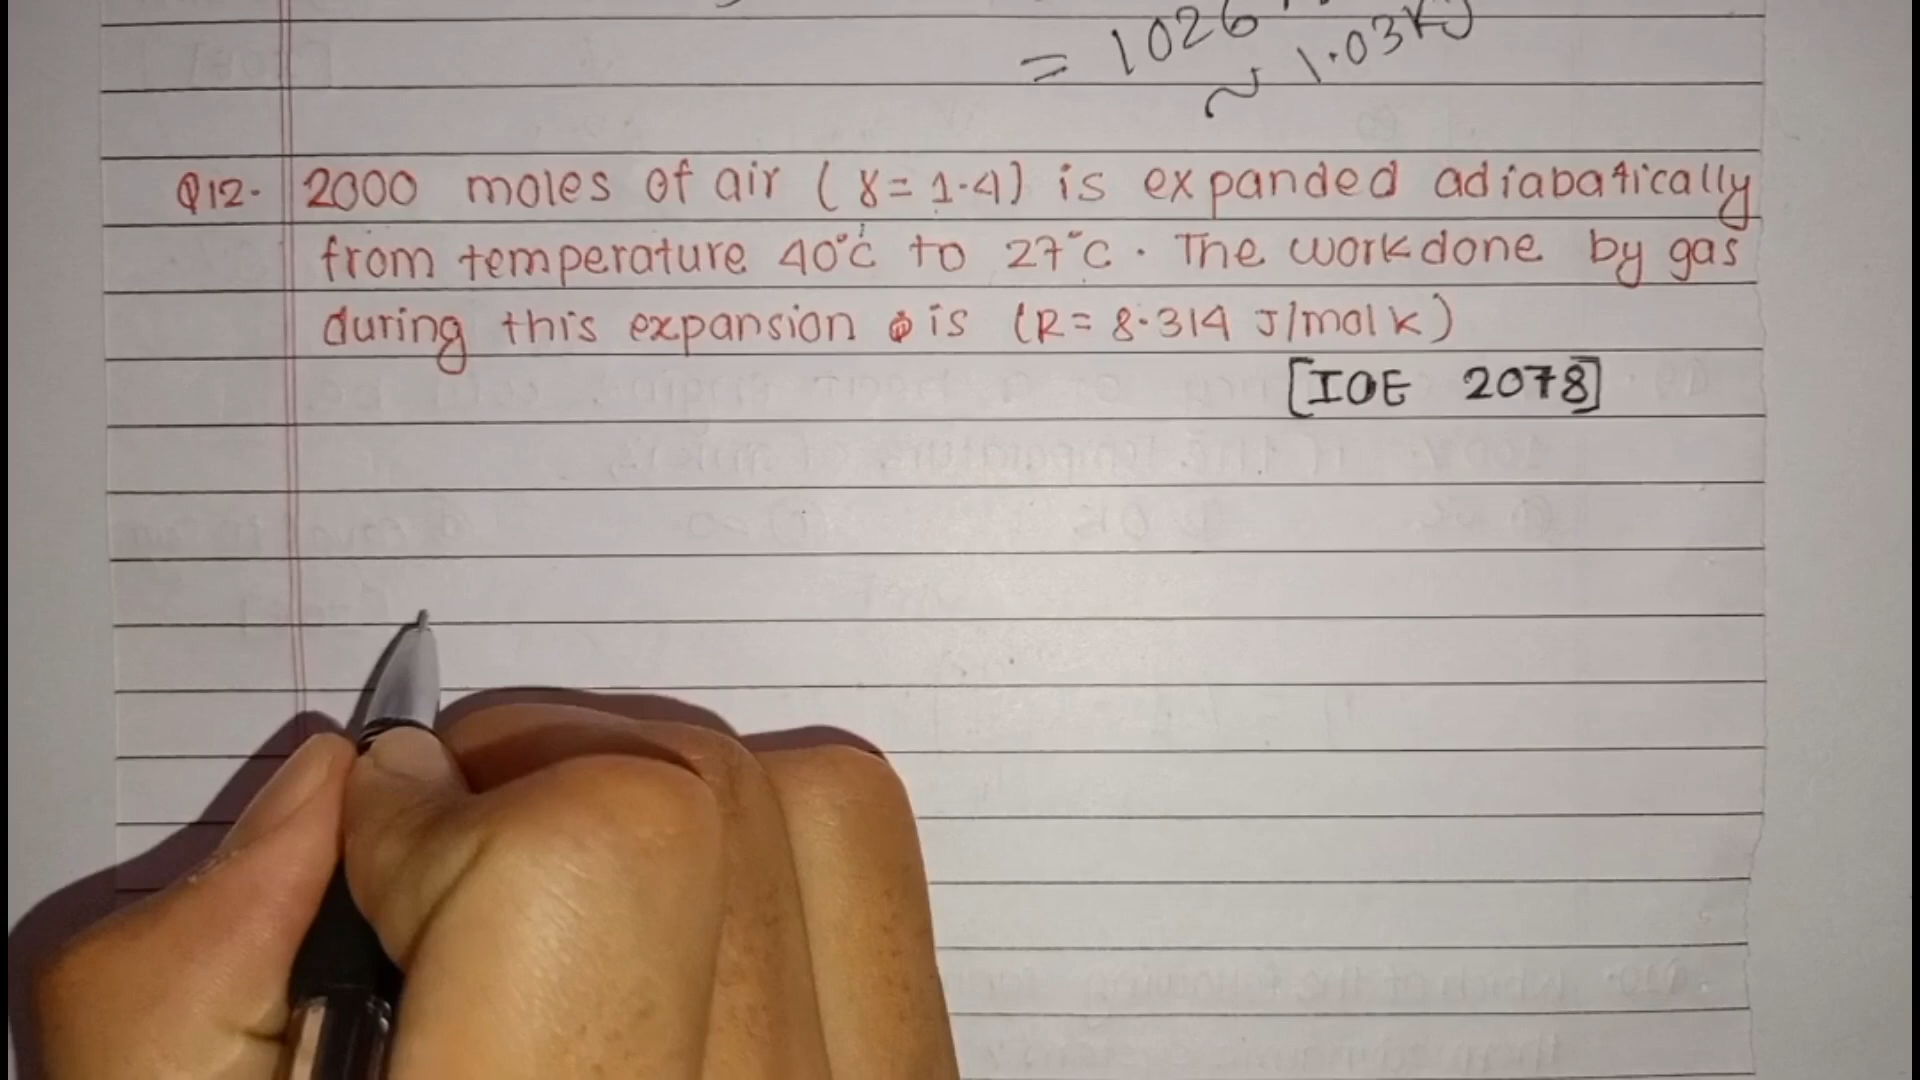 = 1026
~ 1.03KJ
Q12. 2000 moles of air (γ=1.4) is expanded adiabatically
from temperature 40°C to 27°C. The workdone by gas
during this expansion is (R= 8.314 J/mol K)
[IOE 2078]